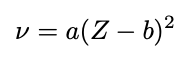 ν = a(Z − b)²